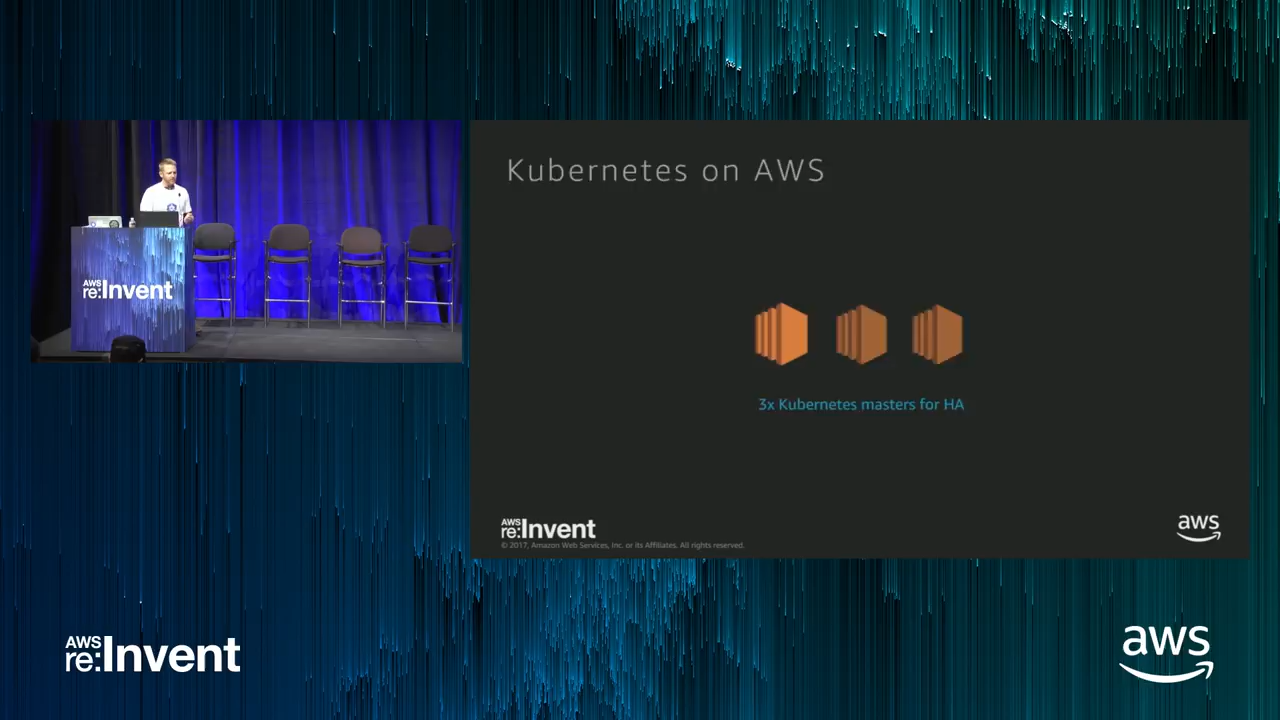 Kubernetes on AWS
3x Kubernetes masters for HA
AWS
re:Invent
© 2017, Amazon Web Services, Inc. or its Affiliates. All rights reserved.
aws
AWS
re:Invent
AWS
re:Invent
aws